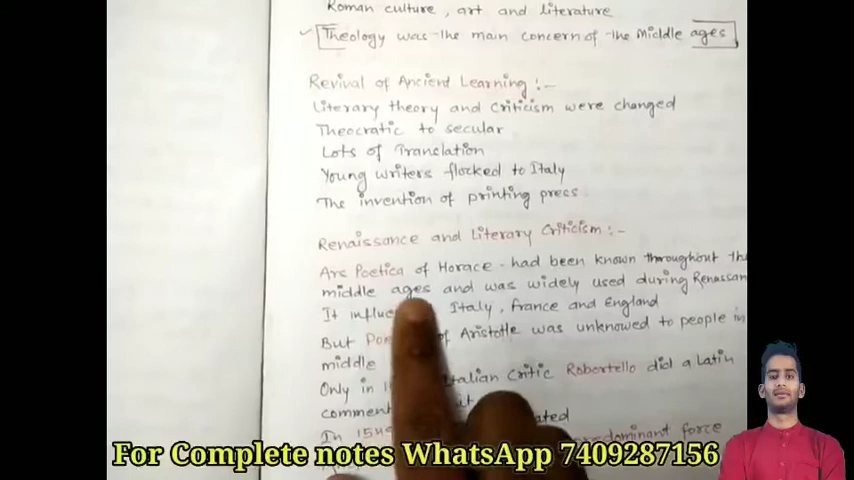 Roman culture, art and literature
Theology was the main concern of the Middle ages
Revival of Ancient Learning :-
Literary theory and Criticism were changed
Theocratic to secular
Lots of Translation
Young writers flocked to Italy
The invention of printing press
Renaissance and Literary Criticism :-
Ars Poetica of Horace - had been known throughout the
middle ages and was widely used during Renassan
It influe Italy, France and England
But Po of Aristotle was unknowed to people in
middle
Only in Italian Critic Robertello did a Latin
comment it ated
In 154 predominant force
For Complete notes WhatsApp 7409287156